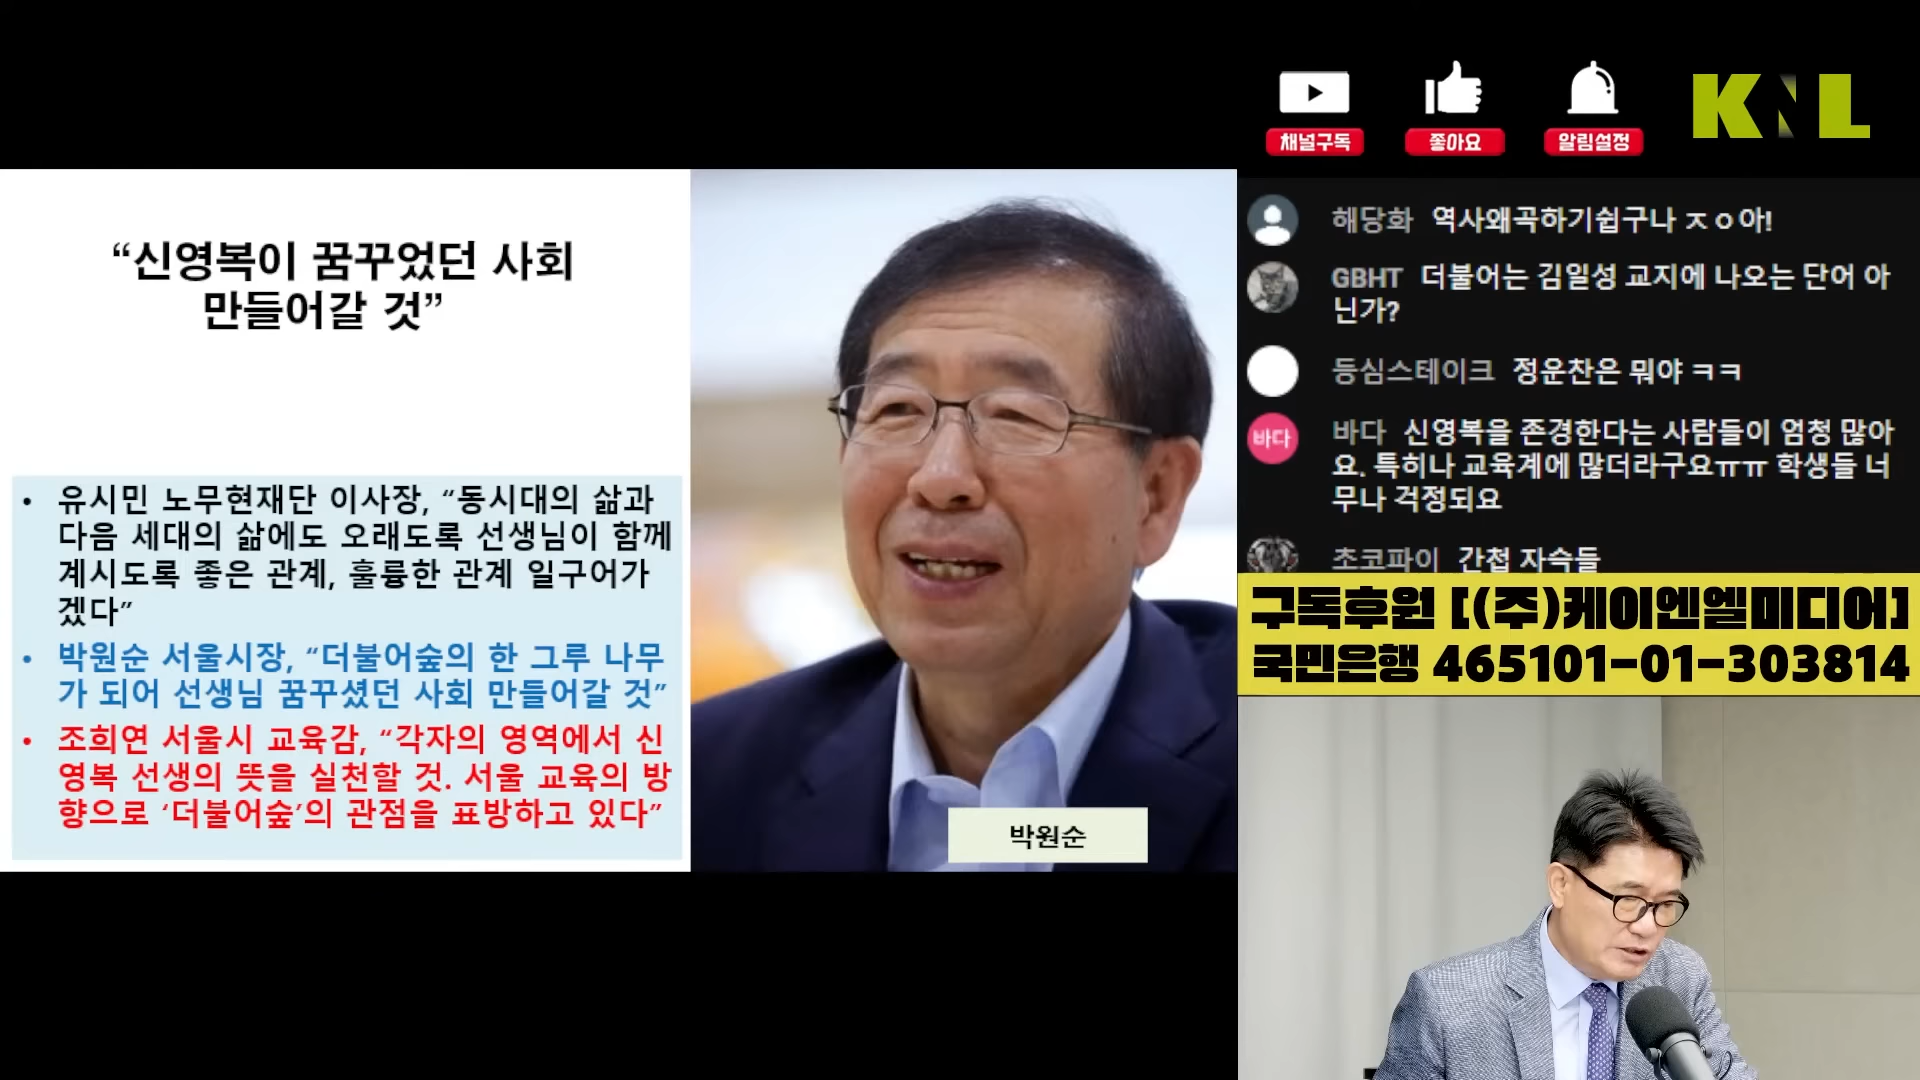 “신영복이 꿈꾸었던 사회
만들어갈 것”
• 유시민 노무현재단 이사장, “동시대의 삶과
다음 세대의 삶에도 오래도록 선생님이 함께
계시도록 좋은 관계, 훌륭한 관계 일구어가
겠다”
• 박원순 서울시장, “더불어숲의 한 그루 나무
가 되어 선생님 꿈꾸셨던 사회 만들어갈 것”
• 조희연 서울시 교육감, “각자의 영역에서 신
영복 선생의 뜻을 실천할 것. 서울 교육의 방
향으로 ‘더불어숲’의 관점을 표방하고 있다”
박원순
채널구독
좋아요
알림설정
KNL
해당화 역사왜곡하기쉽구나 ㅈㅇ아!
GBHT 더불어는 김일성 교지에 나오는 단어 아
닌가?
등심스테이크 정운찬은 뭐야 ㅋㅋ
바다
바다 신영복을 존경한다는 사람들이 엄청 많아
요. 특히나 교육계에 많더라구요ㅠㅠ 학생들 너
무나 걱정되요
초코파이 간첩 자슥들
구독후원 [(주)케이엔엘미디어]
국민은행 465101-01-303814